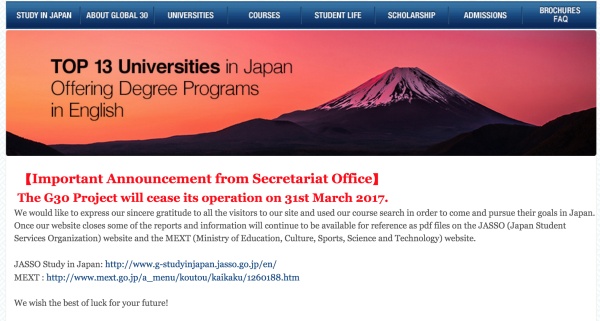 STUDY IN JAPAN ABOUT GLOBAL 30 UNIVERSITIES COURSES STUDENT LIFE SCHOLARSHIP ADMISSIONS BROCHURES FAQ
TOP 13 Universities in Japan
Offering Degree Programs
in English
【Important Announcement from Secretariat Office】
The G30 Project will cease its operation on 31st March 2017.
We would like to express our sincere gratitude to all the visitors to our site and used our course search in order to come and pursue their goals in Japan.
Once our website closes some of the reports and information will continue to be available for reference as pdf files on the JASSO (Japan Student
Services Organization) website and the MEXT (Ministry of Education, Culture, Sports, Science and Technology) website.
JASSO Study in Japan: http://www.g-studyinjapan.jasso.go.jp/en/
MEXT : http://www.mext.go.jp/a_menu/koutou/kaikaku/1260188.htm
We wish the best of luck for your future!